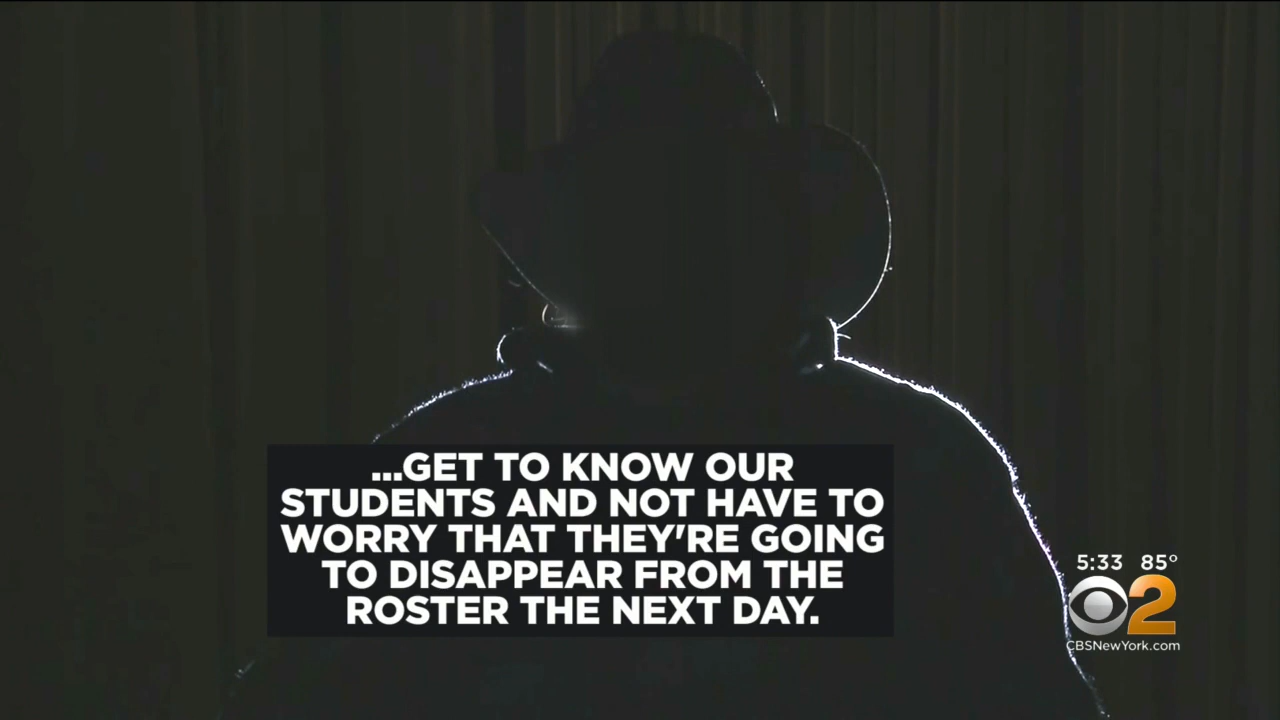 ...GET TO KNOW OUR
STUDENTS AND NOT HAVE TO
WORRY THAT THEY'RE GOING
TO DISAPPEAR FROM THE
ROSTER THE NEXT DAY.
5:33 85°
2
CBSNewYork.com